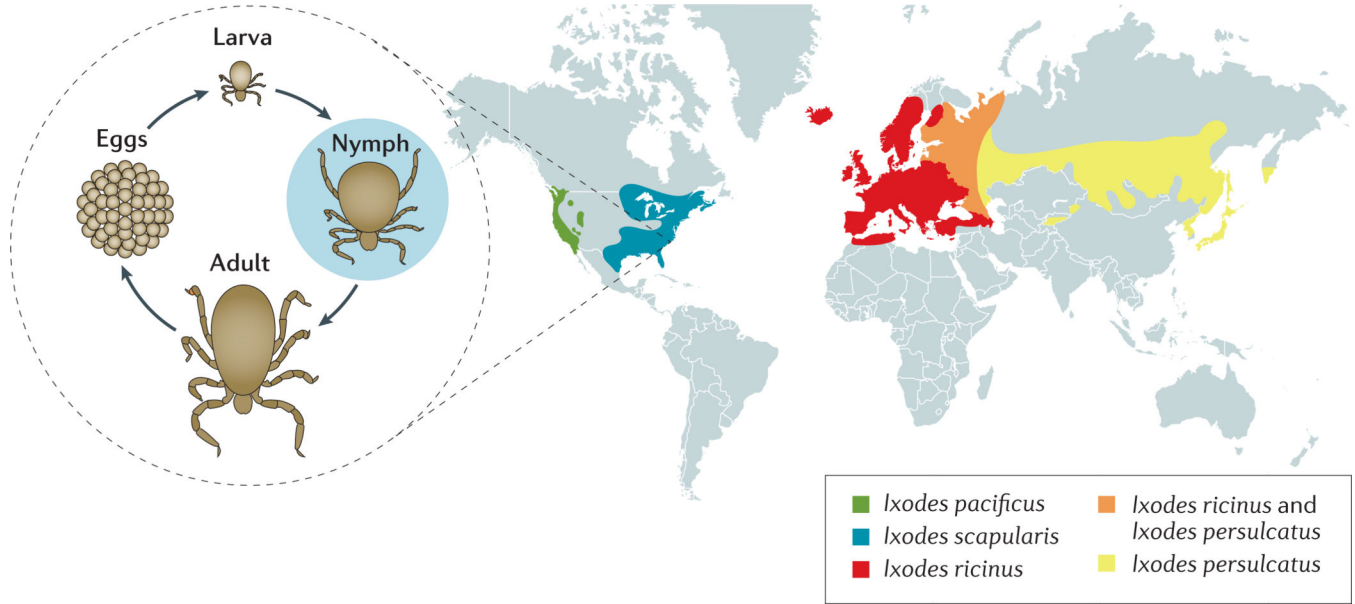 Larva
Eggs
Nymph
Adult
Ixodes pacificus
Ixodes scapularis
Ixodes ricinus
Ixodes ricinus and
Ixodes persulcatus
Ixodes persulcatus